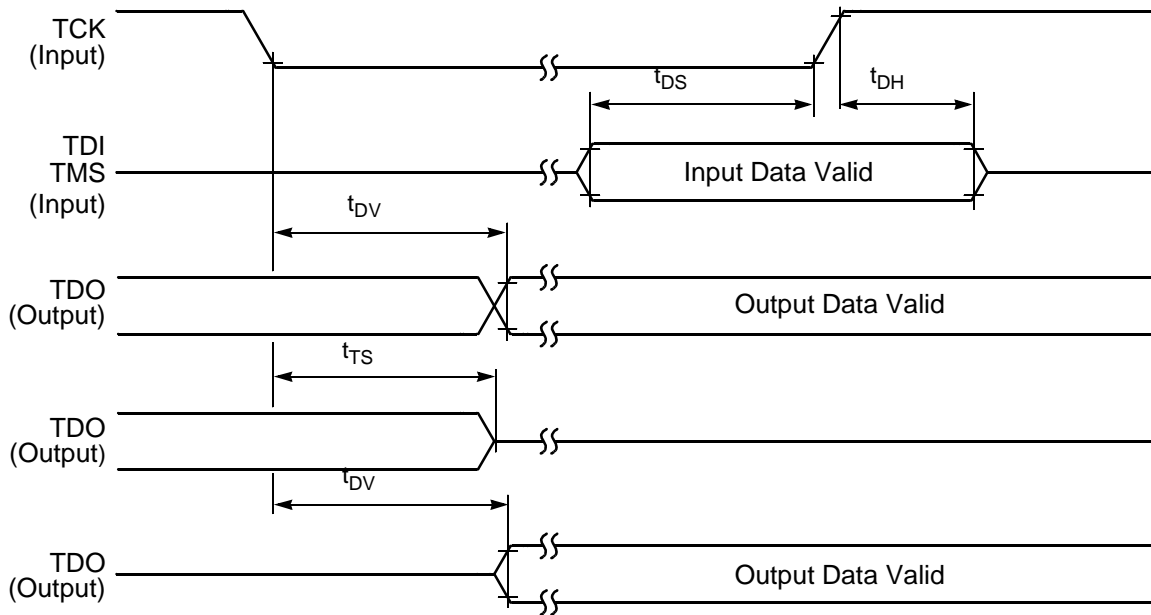 TCK
(Input)
tDS
tDH
TDI
TMS
(Input)
Input Data Valid
tDV
TDO
(Output)
Output Data Valid
tTS
TDO
(Output)
tDV
TDO
(Output)
Output Data Valid